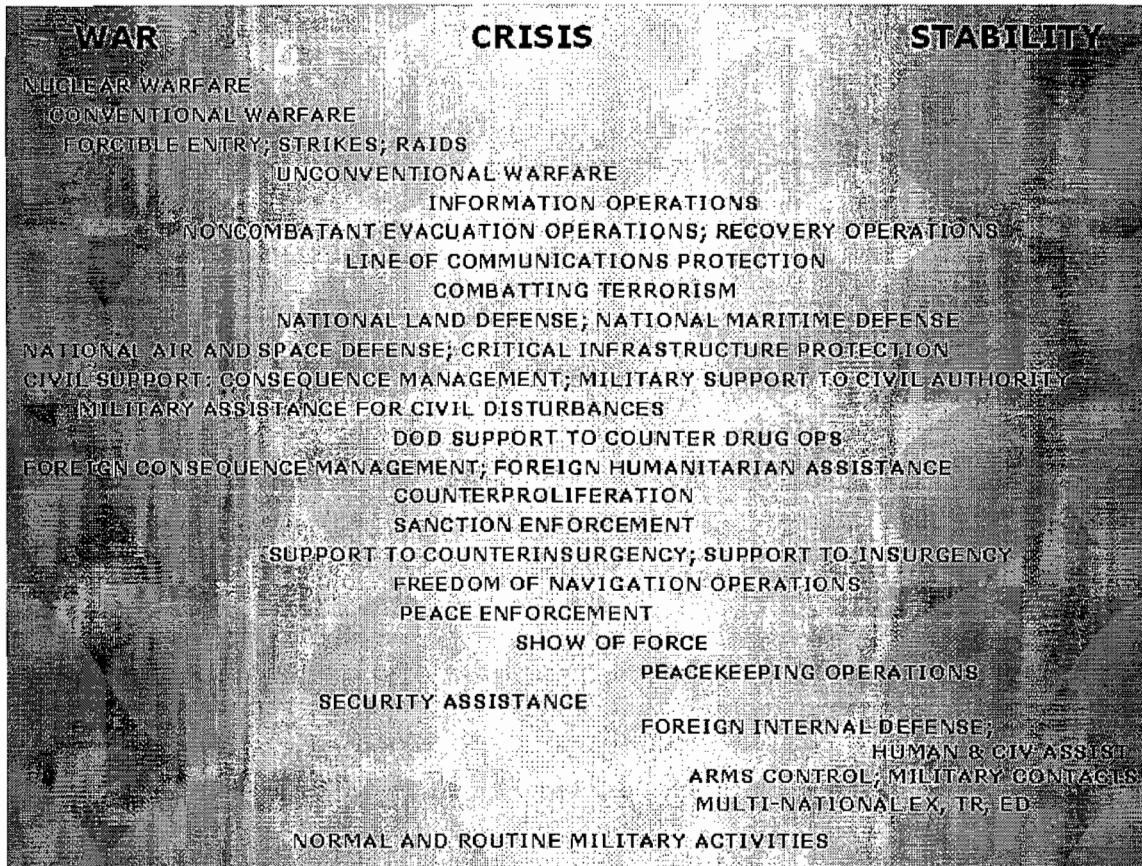 WAR CRISIS STABILITY
NUCLEAR WARFARE
CONVENTIONAL WARFARE
FORCIBLE ENTRY; STRIKES; RAIDS
UNCONVENTIONAL WARFARE
INFORMATION OPERATIONS
NONCOMBATANT EVACUATION OPERATIONS; RECOVERY OPERATIONS
LINE OF COMMUNICATIONS PROTECTION
COMBATTING TERRORISM
NATIONAL LAND DEFENSE; NATIONAL MARITIME DEFENSE
NATIONAL AIR AND SPACE DEFENSE; CRITICAL INFRASTRUCTURE PROTECTION
CIVIL SUPPORT: CONSEQUENCE MANAGEMENT; MILITARY SUPPORT TO CIVIL AUTHORITY
MILITARY ASSISTANCE FOR CIVIL DISTURBANCES
DOD SUPPORT TO COUNTER DRUG OPS
FOREIGN CONSEQUENCE MANAGEMENT; FOREIGN HUMANITARIAN ASSISTANCE
COUNTERPROLIFERATION
SANCTION ENFORCEMENT
SUPPORT TO COUNTERINSURGENCY; SUPPORT TO INSURGENCY
FREEDOM OF NAVIGATION OPERATIONS
PEACE ENFORCEMENT
SHOW OF FORCE
PEACEKEEPING OPERATIONS
SECURITY ASSISTANCE
FOREIGN INTERNAL DEFENSE;
HUMAN & CIV ASSIST
ARMS CONTROL; MILITARY CONTACTS
MULTI-NATIONAL EX, TR, ED
NORMAL AND ROUTINE MILITARY ACTIVITIES